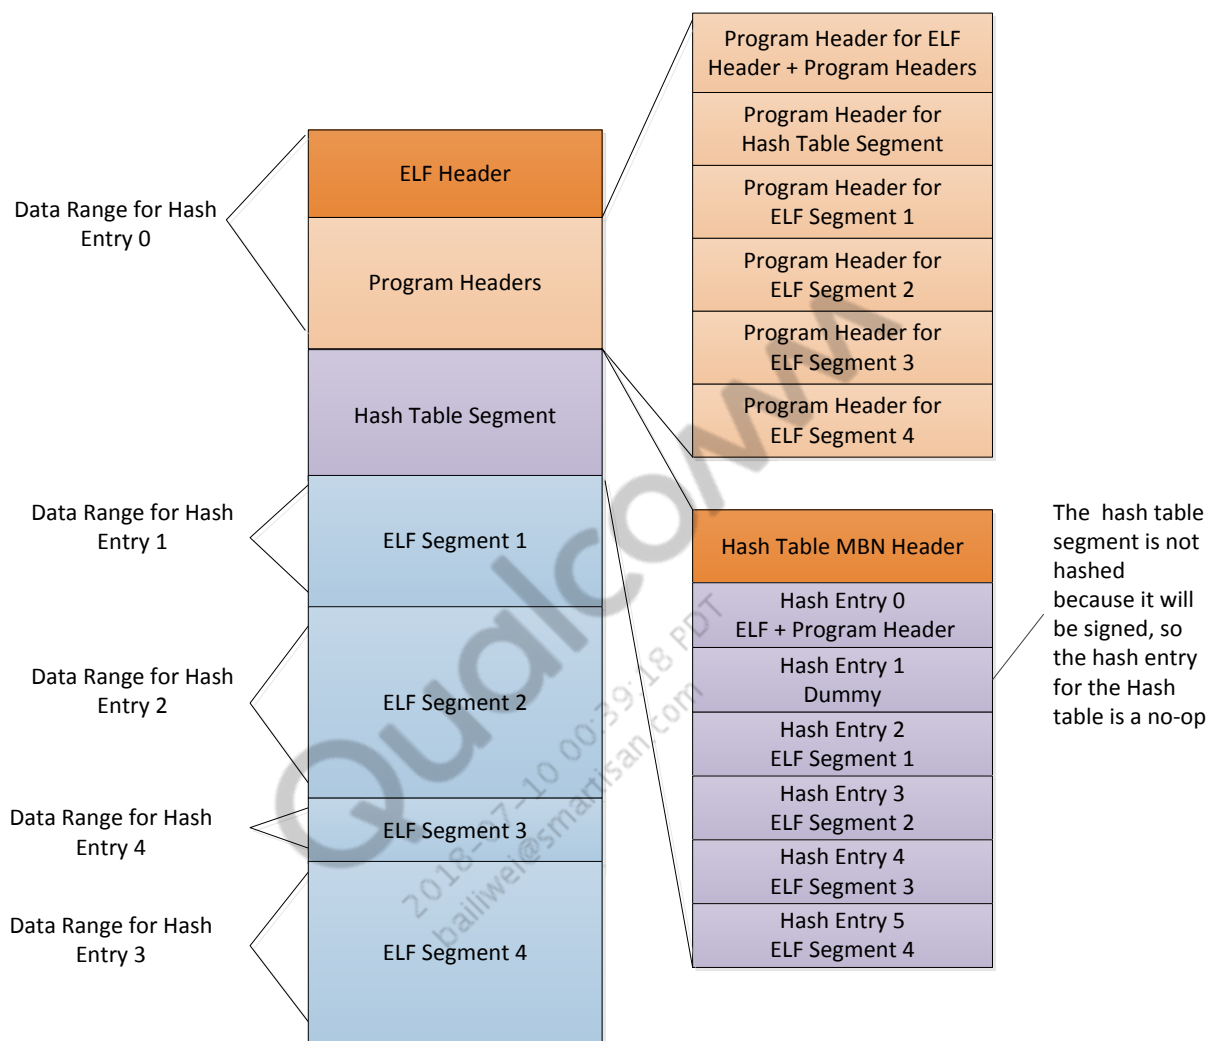 Program Header for ELF
Header + Program Headers
Program Header for
Hash Table Segment
Program Header for
ELF Segment 1
Program Header for
ELF Segment 2
Program Header for
ELF Segment 3
Program Header for
ELF Segment 4
ELF Header
Program Headers
Hash Table Segment
ELF Segment 1
ELF Segment 2
ELF Segment 3
ELF Segment 4
Data Range for Hash
Entry 0
Data Range for Hash
Entry 1
Data Range for Hash
Entry 2
Data Range for Hash
Entry 4
Data Range for Hash
Entry 3
Hash Table MBN Header
Hash Entry 0
ELF + Program Header
Hash Entry 1
Dummy
Hash Entry 2
ELF Segment 1
Hash Entry 3
ELF Segment 2
Hash Entry 4
ELF Segment 3
Hash Entry 5
ELF Segment 4
The hash table
segment is not
hashed
because it will
be signed, so
the hash entry
for the Hash
table is a no-op
Qualcomm
2018-07-10 00:39:18 PDT
bailiwei@smartisan.com